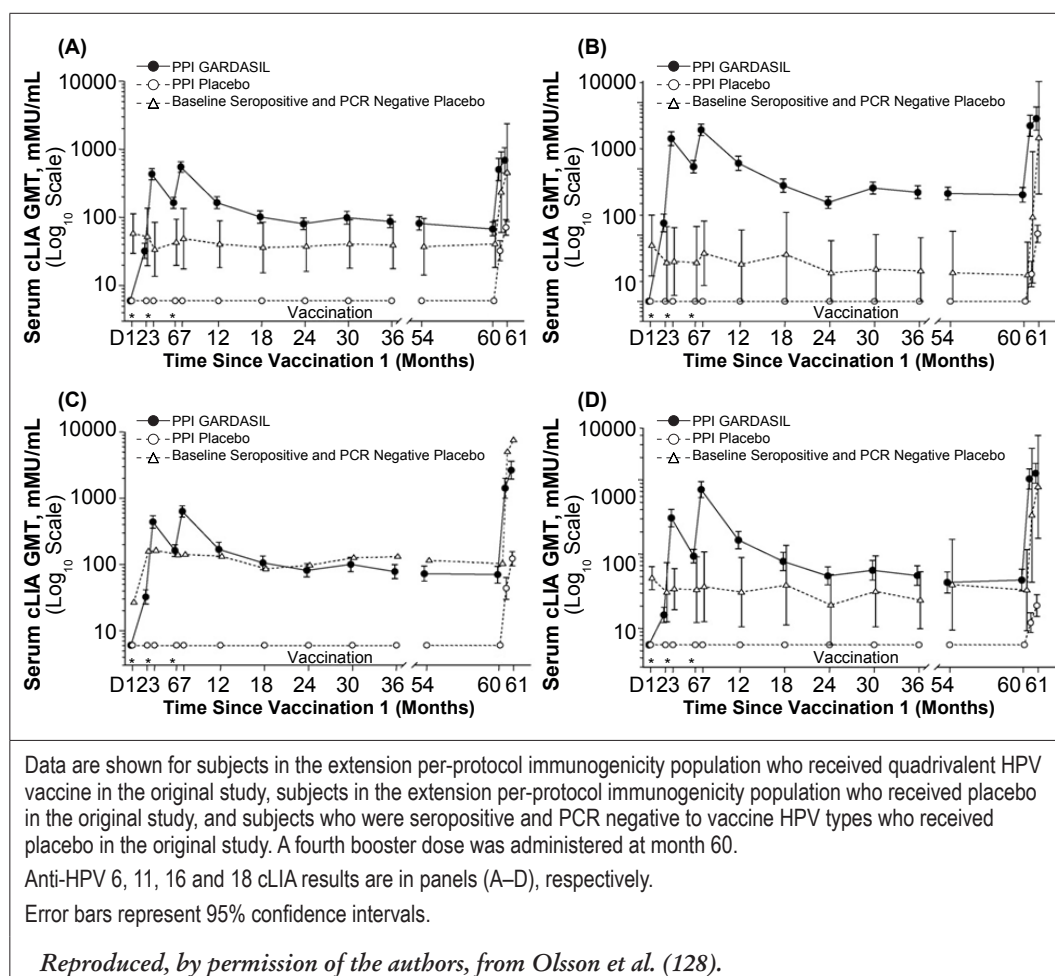 (A)
PPI GARDASIL
PPI Placebo
Baseline Seropositive and PCR Negative Placebo
10000
1000
100
10
Serum cLIA GMT, mMU/mL
(Log10 Scale)
* * *
Vaccination
D1 2 3 6 7 12 18 24 30 36 54 60 61
Time Since Vaccination 1 (Months)
(B)
PPI GARDASIL
PPI Placebo
Baseline Seropositive and PCR Negative Placebo
10000
1000
100
10
Serum cLIA GMT, mMU/mL
(Log10 Scale)
* * *
Vaccination
D1 2 3 6 7 12 18 24 30 36 54 60 61
Time Since Vaccination 1 (Months)
(C)
PPI GARDASIL
PPI Placebo
Baseline Seropositive and PCR Negative Placebo
10000
1000
100
10
Serum cLIA GMT, mMU/mL
(Log10 Scale)
* * *
Vaccination
D1 2 3 6 7 12 18 24 30 36 54 60 61
Time Since Vaccination 1 (Months)
(D)
PPI GARDASIL
PPI Placebo
Baseline Seropositive and PCR Negative Placebo
10000
1000
100
10
Serum cLIA GMT, mMU/mL
(Log10 Scale)
* * *
Vaccination
D1 2 3 6 7 12 18 24 30 36 54 60 61
Time Since Vaccination 1 (Months)
Data are shown for subjects in the extension per-protocol immunogenicity population who received quadrivalent HPV
vaccine in the original study, subjects in the extension per-protocol immunogenicity population who received placebo
in the original study, and subjects who were seropositive and PCR negative to vaccine HPV types who received
placebo in the original study. A fourth booster dose was administered at month 60.
Anti-HPV 6, 11, 16 and 18 cLIA results are in panels (A–D), respectively.
Error bars represent 95% confidence intervals.
Reproduced, by permission of the authors, from Olsson et al. (128).